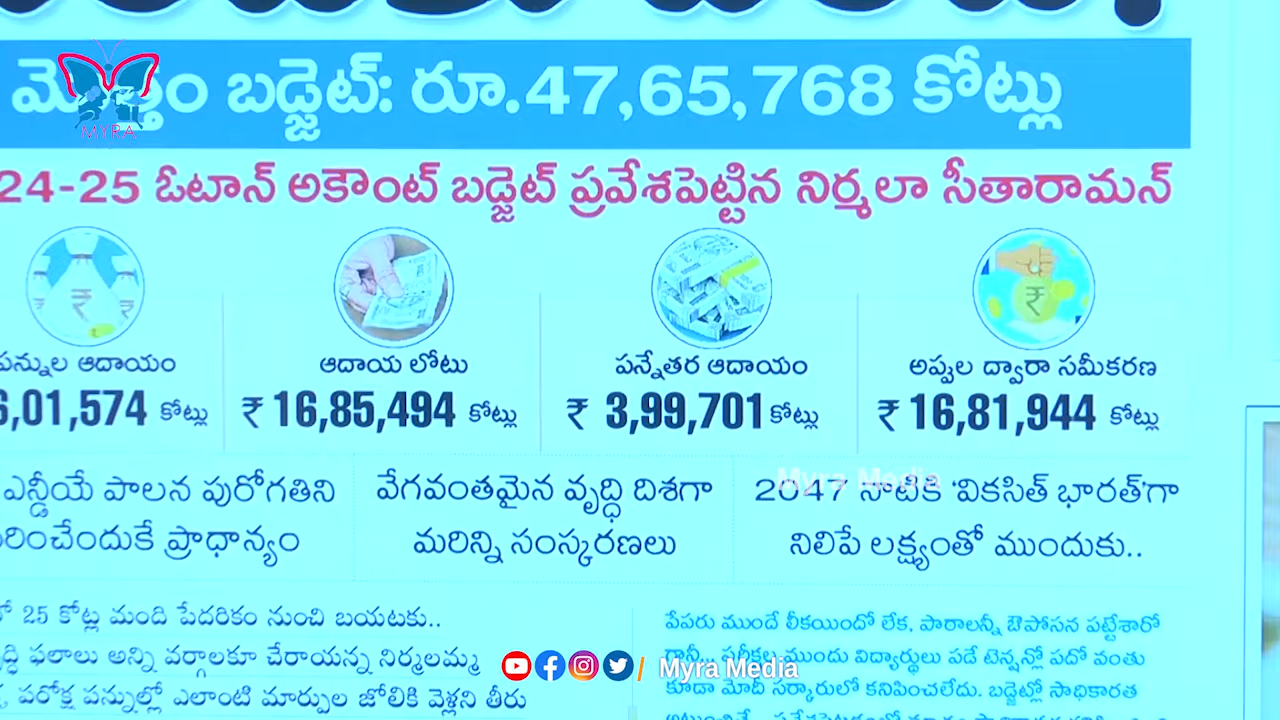 MYRA
మొత్తం బడ్జెట్: రూ.47,65,768 కోట్లు
24-25 ఓటాన్ అకౌంట్ బడ్జెట్ ప్రవేశపెట్టిన నిర్మలా సీతారామన్
పన్నుల ఆదాయం
6,01,574 కోట్లు
ఆదాయ లోటు
₹ 16,85,494 కోట్లు
పన్నేతర ఆదాయం
₹ 3,99,701 కోట్లు
అప్పుల ద్వారా సమీకరణ
₹ 16,81,944 కోట్లు
ఎన్డీయే పాలన పురోగతిని
ప్రాధాన్యం
వేగవంతమైన వృద్ధి దిశగా
మరిన్ని సంస్కరణలు
Myra Media
2047 నాటికి 'వికసిత్ భారత్'గా
నిలిపే లక్ష్యంతో ముందుకు..
25 కోట్ల మంది పేదరికం నుంచి బయటకు..
ఫలాలు అన్ని వర్గాలకూ చేరాయన్న నిర్మలమ్మ
పరోక్ష పన్నుల్లో ఎలాంటి మార్పుల జోలికి వెళ్లని తీరు
పేపరు ముందే లీకయిందో లేక, పాఠాలన్నీ ఔపోసన పట్టేశారో
గానీ... పరీక్షల ముందు విద్యార్థులు పడే టెన్షన్లో పదో వంతు
కూడా మోదీ సర్కారులో కనిపించలేదు. బడ్జెట్లో సాధికారత
Myra Media